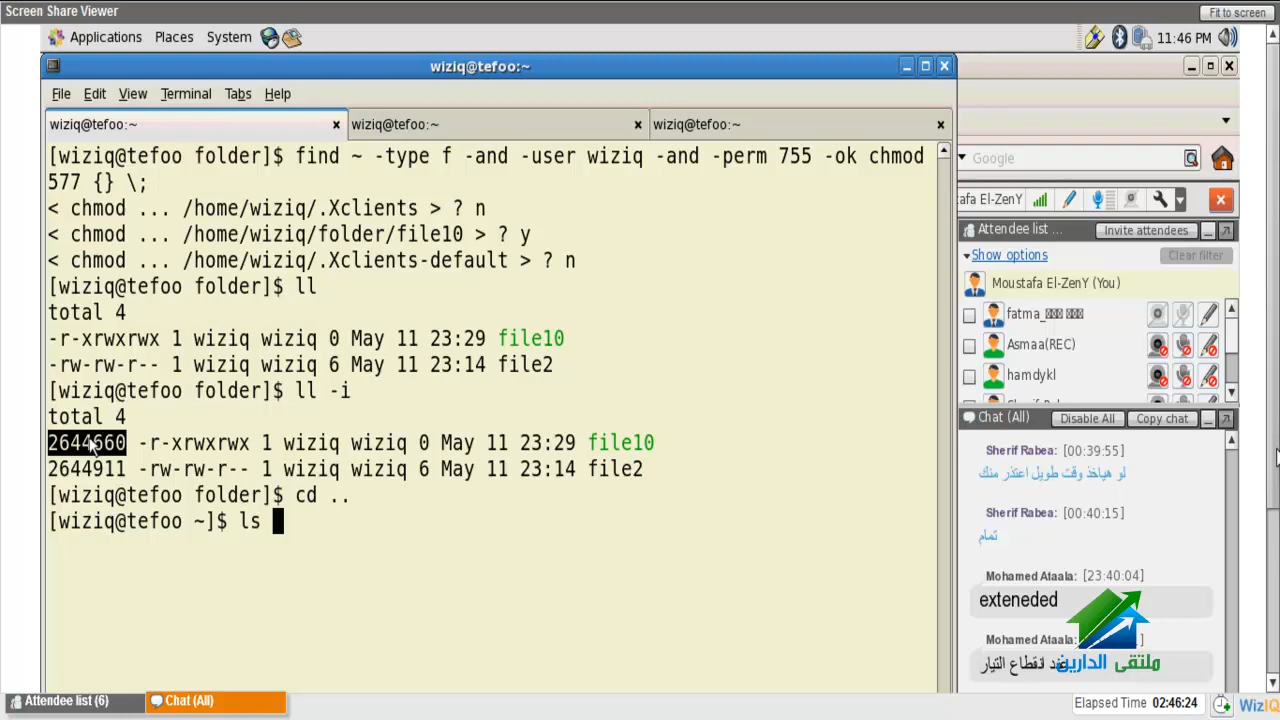 Screen Share Viewer
Fit to screen
Applications Places System
11:46 PM
wiziq@tefoo:~
File Edit View Terminal Tabs Help
wiziq@tefoo:~ wiziq@tefoo:~ wiziq@tefoo:~
[wiziq@tefoo folder]$ find ~ -type f -and -user wiziq -and -perm 755 -ok chmod
577 {} \;
< chmod ... /home/wiziq/.Xclients > ? n
< chmod ... /home/wiziq/folder/file10 > ? y
< chmod ... /home/wiziq/.Xclients-default > ? n
[wiziq@tefoo folder]$ ll
total 4
-r-xrwxrwx 1 wiziq wiziq 0 May 11 23:29 file10
-rw-rw-r-- 1 wiziq wiziq 6 May 11 23:14 file2
[wiziq@tefoo folder]$ ll -i
total 4
2644660 -r-xrwxrwx 1 wiziq wiziq 0 May 11 23:29 file10
2644911 -rw-rw-r-- 1 wiziq wiziq 6 May 11 23:14 file2
[wiziq@tefoo folder]$ cd ..
[wiziq@tefoo ~]$ ls
Google
afa El-ZenY
Attendee list ... Invite attendees
Show options Clear filter
Moustafa El-ZenY (You)
fatma_
Asmaa(REC)
hamdykl
Chat (All) Disable All Copy chat
Sherif Rabea: [00:39:55]
لو هياخذ وقت طويل اعتذر منك
Sherif Rabea: [00:40:15]
تمام
Mohamed Ataala: [23:40:04]
exteneded
Mohamed Ataala:
انقطاع التيار
ملتقى الدارين
Attendee list (6) Chat (All)
Elapsed Time 02:46:24
WizIQ